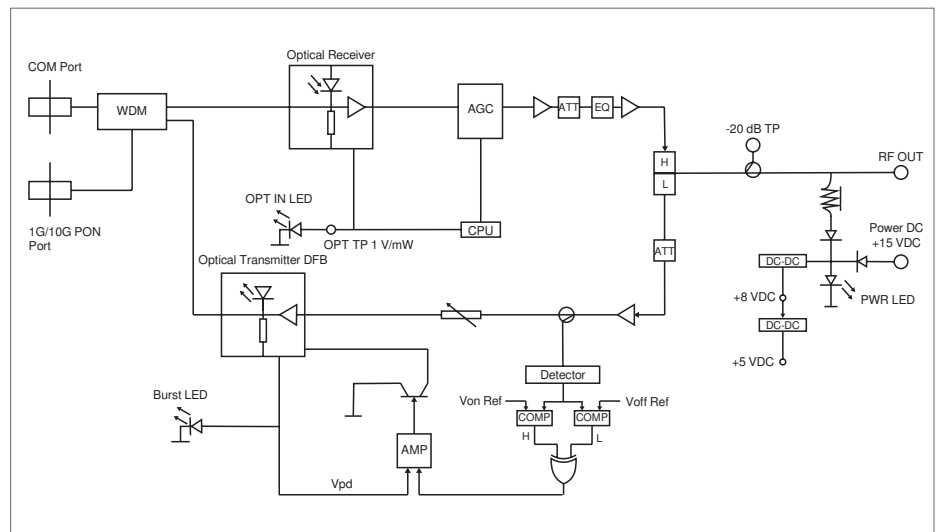 Optical Receiver
COM Port
WDM
AGC
ATT
EQ
-20 dB TP
H
L
RF OUT
OPT IN LED
1G/10G PON
Port
OPT TP 1 V/mW
CPU
Power DC
+15 VDC
ATT
DC-DC
Optical Transmitter DFB
PWR LED
+8 VDC
DC-DC
+5 VDC
Detector
Burst LED
Von Ref
Voff Ref
COMP
COMP
H
L
AMP
Vpd